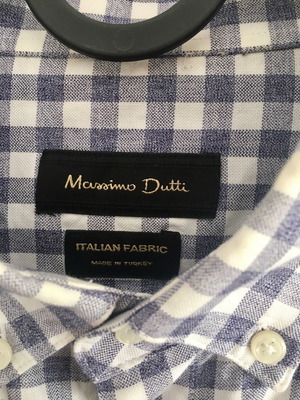 Massimo Dutti
ITALIAN FABRIC
MADE IN TURKEY